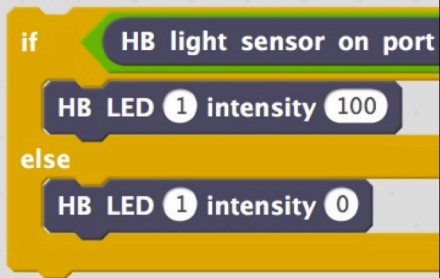 if HB light sensor on port
HB LED 1 intensity 100
else
HB LED 1 intensity 0